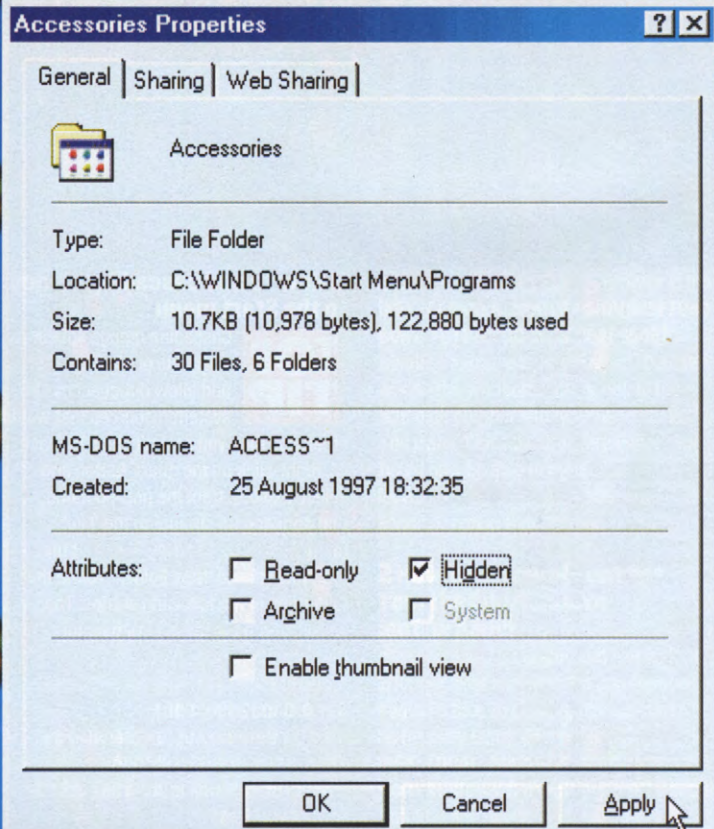 Accessories Properties
General Sharing Web Sharing
Accessories
Type: File Folder
Location: C:\WINDOWS\Start Menu\Programs
Size: 10.7KB (10,978 bytes), 122,880 bytes used
Contains: 30 Files, 6 Folders
MS-DOS name: ACCESS~1
Created: 25 August 1997 18:32:35
Attributes: Read-only Hidden
Archive System
Enable thumbnail view
OK Cancel Apply